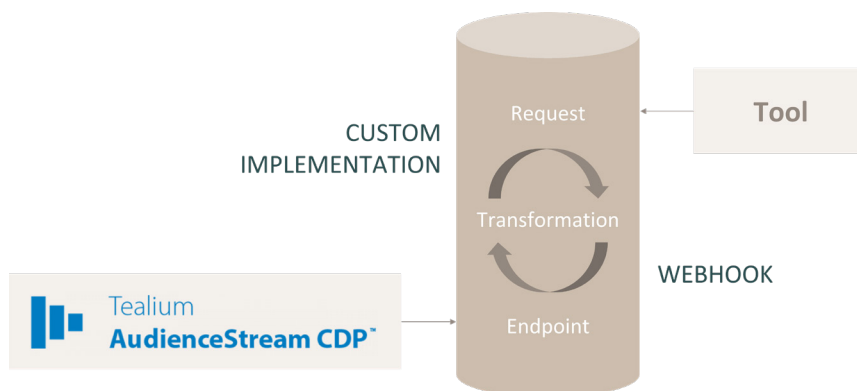 Request
Tool
CUSTOM
IMPLEMENTATION
Transformation
WEBHOOK
Tealium
AudienceStream CDP™
Endpoint